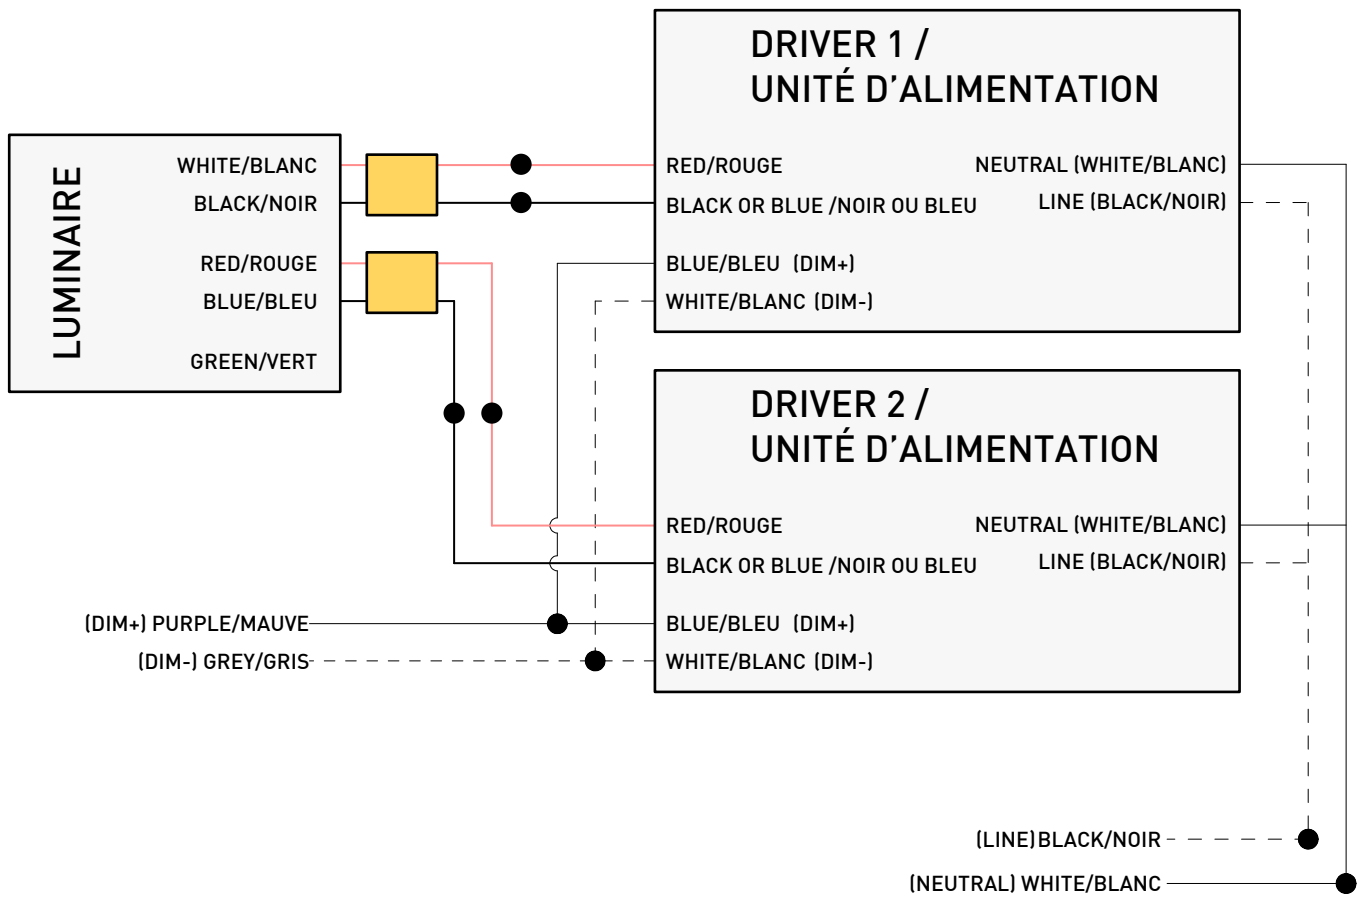 DRIVER 1 /
UNITÉ D'ALIMENTATION
LUMINAIRE
WHITE/BLANC
BLACK/NOIR
RED/ROUGE
BLUE/BLEU
GREEN/VERT
RED/ROUGE
BLACK OR BLUE /NOIR OU BLEU
BLUE/BLEU (DIM+)
WHITE/BLANC (DIM-)
NEUTRAL (WHITE/BLANC)
LINE (BLACK/NOIR)
DRIVER 2 /
UNITÉ D'ALIMENTATION
RED/ROUGE
BLACK OR BLUE /NOIR OU BLEU
BLUE/BLEU (DIM+)
WHITE/BLANC (DIM-)
NEUTRAL (WHITE/BLANC)
LINE (BLACK/NOIR)
(DIM+) PURPLE/MAUVE
(DIM-) GREY/GRIS
(LINE)BLACK/NOIR
(NEUTRAL) WHITE/BLANC